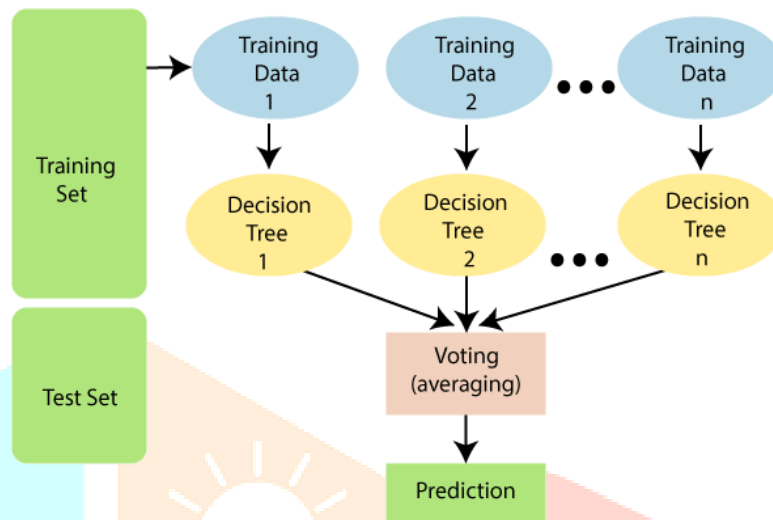 Training
Data
1
Training
Data
2
Training
Data
n
Training
Set
Decision
Tree
1
Decision
Tree
2
Decision
Tree
n
Test Set
Voting
(averaging)
Prediction